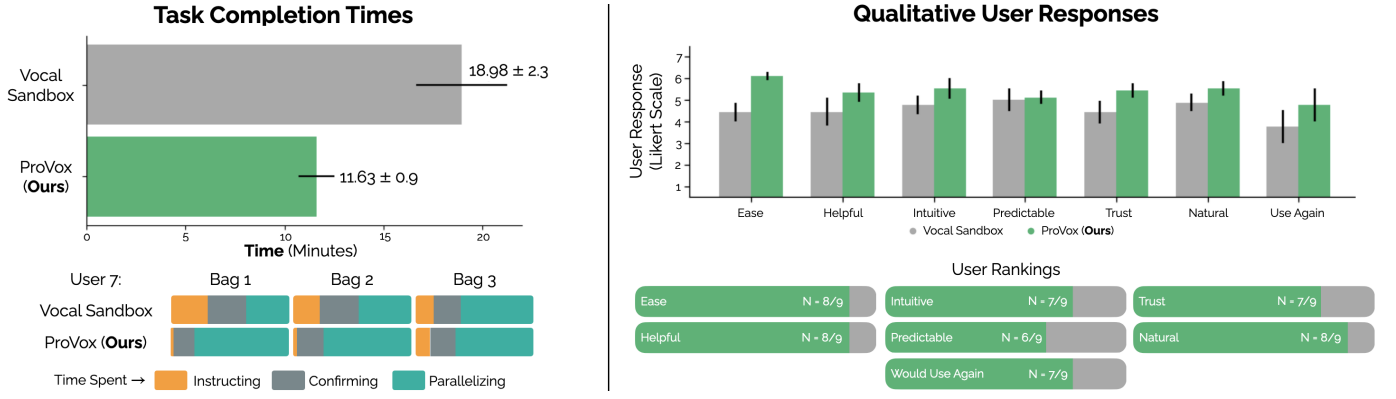 Task Completion Times
Vocal
Sandbox
18.98 ± 2.3
ProVox
(Ours)
11.63 ± 0.9
0 5 10 15 20
Time (Minutes)
User 7: Bag 1 Bag 2 Bag 3
Vocal Sandbox
ProVox (Ours)
Time Spent → Instructing Confirming Parallelizing
Qualitative User Responses
User Response
(Likert Scale)
7
6
5
4
3
2
1
Ease Helpful Intuitive Predictable Trust Natural Use Again
Vocal Sandbox ProVox (Ours)
User Rankings
Ease N = 8/9 Intuitive N = 7/9 Trust N = 7/9
Helpful N = 8/9 Predictable N = 6/9 Natural N = 8/9
Would Use Again N = 7/9